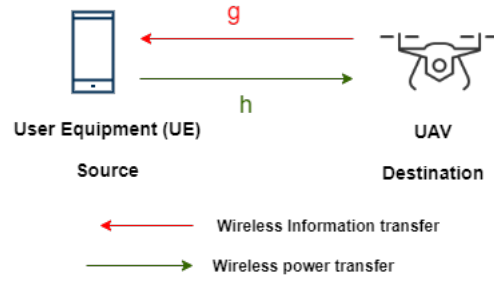 g
h
User Equipment (UE)
UAV
Source
Destination
Wireless Information transfer
Wireless power transfer